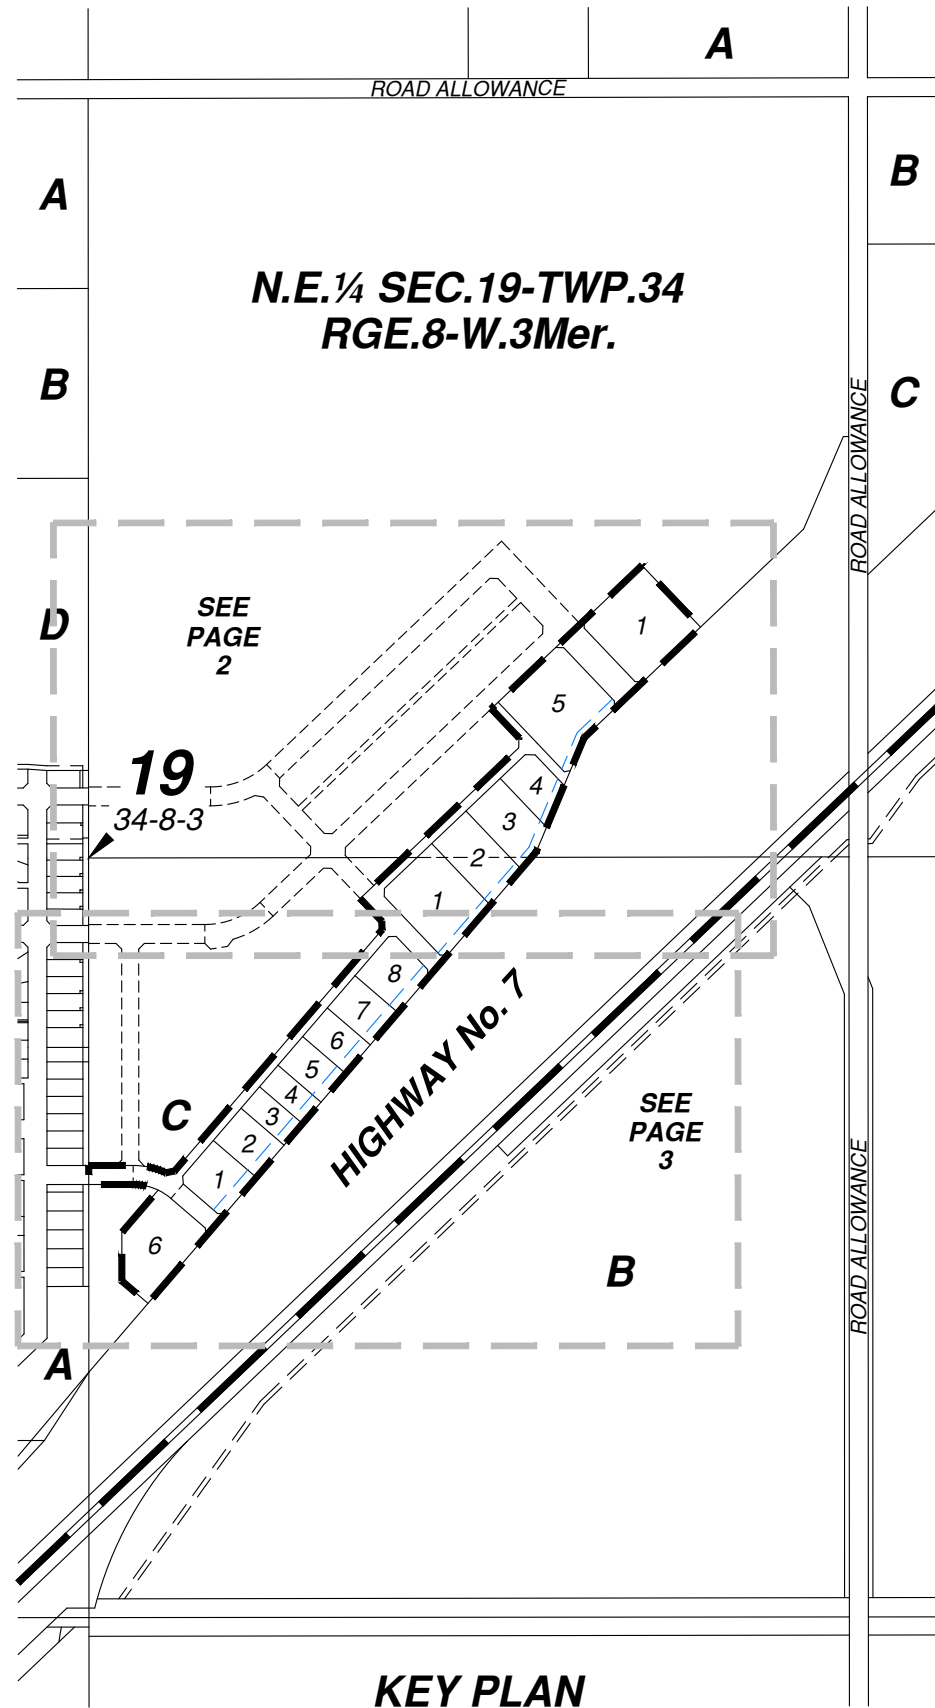 A
ROAD ALLOWANCE
A
B
N.E.¼ SEC.19-TWP.34
RGE.8-W.3Mer.
B
C
ROAD ALLOWANCE
D
SEE
PAGE
2
1
5
19
34-8-3
4
3
2
1
8
7
6
5
4
3
2
1
6
HIGHWAY No. 7
C
SEE
PAGE
3
B
ROAD ALLOWANCE
A
KEY PLAN